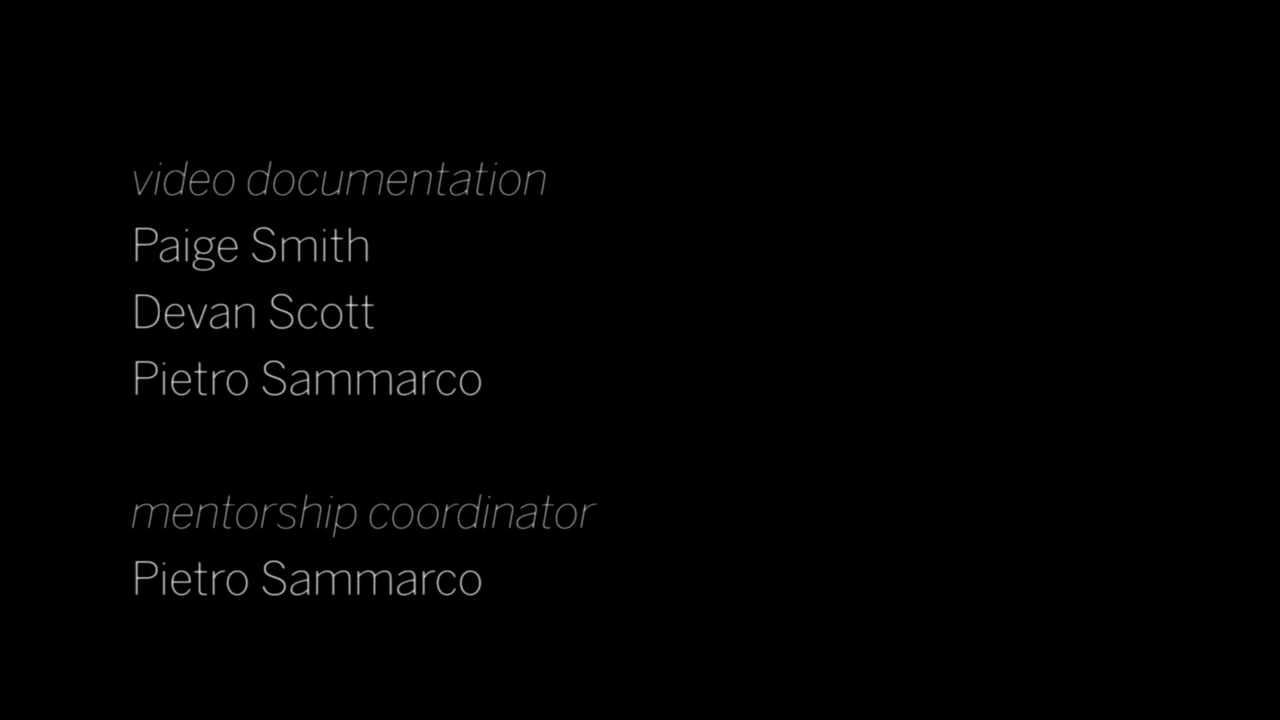 video documentation
Paige Smith
Devan Scott
Pietro Sammarco
mentorship coordinator
Pietro Sammarco